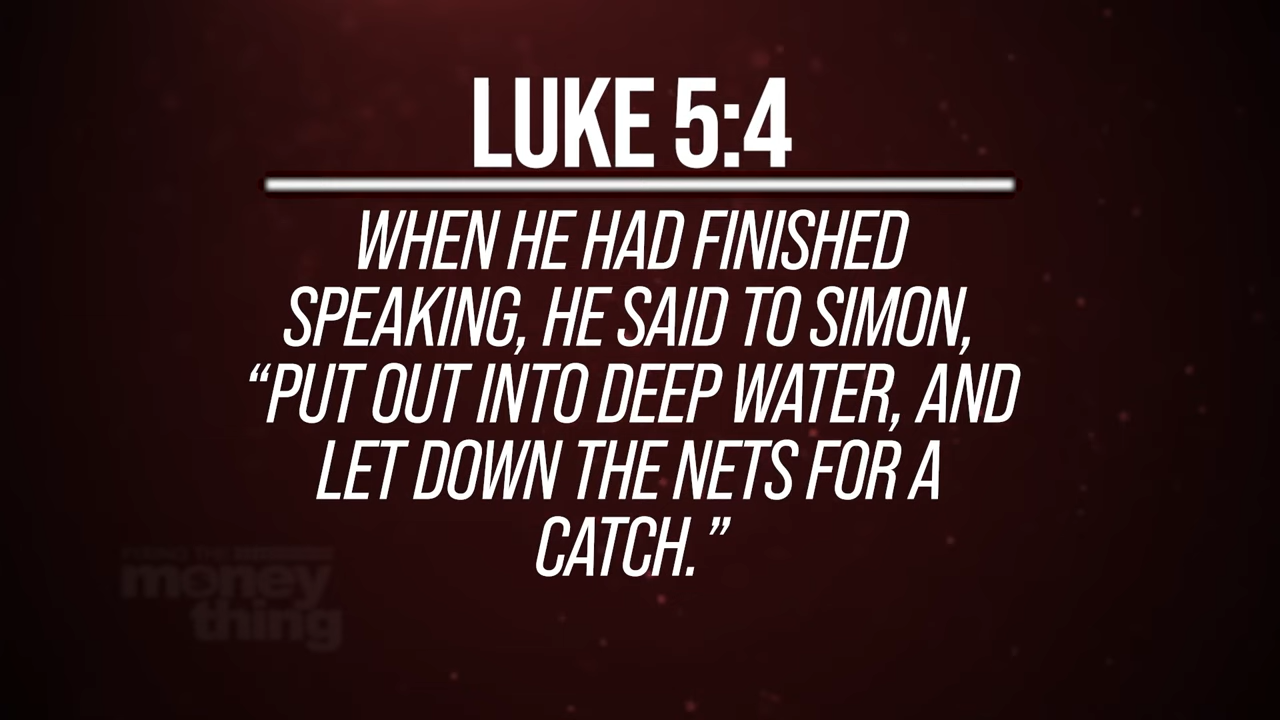 LUKE 5:4
WHEN HE HAD FINISHED
SPEAKING, HE SAID TO SIMON,
“PUT OUT INTO DEEP WATER, AND
LET DOWN THE NETS FOR A
CATCH.”
money
thing